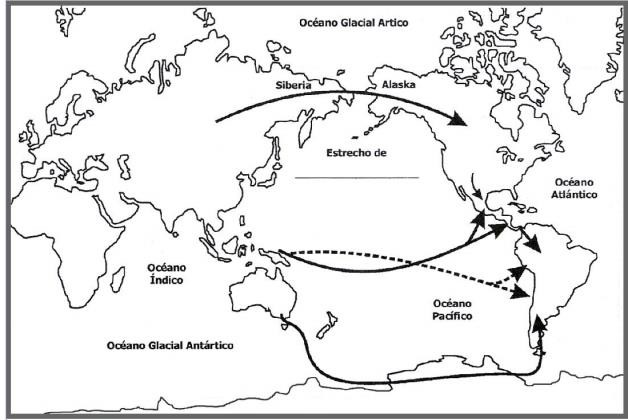 Océano Glacial Artico
Siberia
Alaska
Estrecho de
Océano
Atlántico
Océano
Índico
Océano
Pacífico
Océano Glacial Antártico